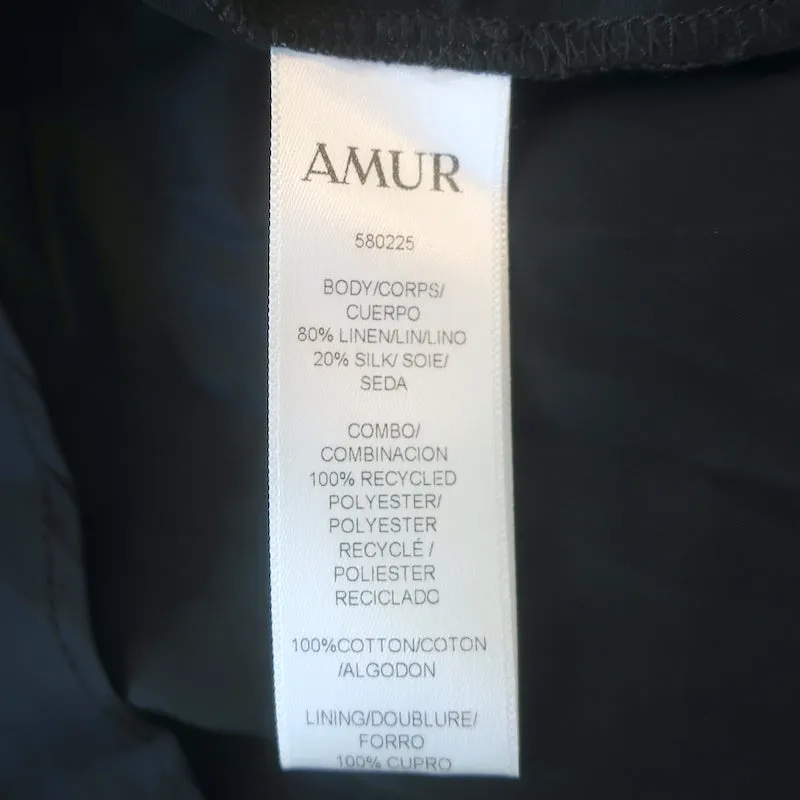 AMUR
580225
BODY/CORPS/
CUERPO
80% LINEN/LIN/LINO
20% SILK/ SOIE/
SEDA
COMBO/
COMBINACION
100% RECYCLED
POLYESTER/
POLYESTER
RECYCLÉ /
POLIESTER
RECICLADO
100%COTTON/COTON
/ALGODON
LINING/DOUBLURE/
FORRO
100% CUPRO